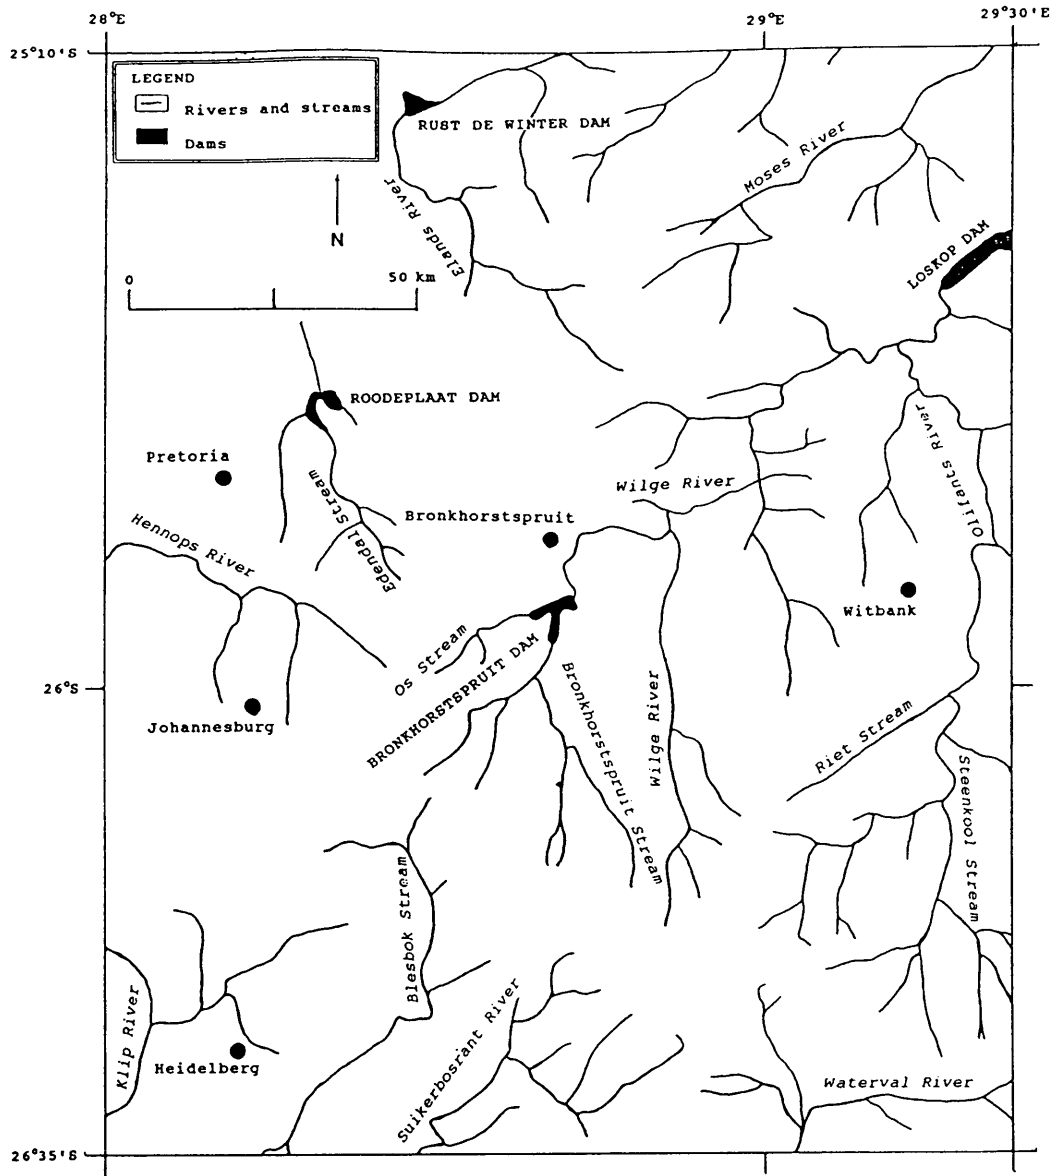 28°E
29°E
29°30'E
25°10'S
LEGEND
Rivers and streams
Dams
RUST DE WINTER DAM
Moses River
Elands River
N
LOSKOP DAM
0
50 km
ROODEPLAAT DAM
Olifants River
Pretoria
Wilge River
Edendal Stream
Bronkhorstspruit
Hennops River
Witbank
Os Stream
BRONKHORSTSPRUIT DAM
26°S
Bronkhorstspruit Stream
Wilge River
Riet Stream
Johannesburg
Steenkool Stream
Blesbok Stream
Klip River
Suikerbosrant River
Heidelberg
Waterval River
26°35'S